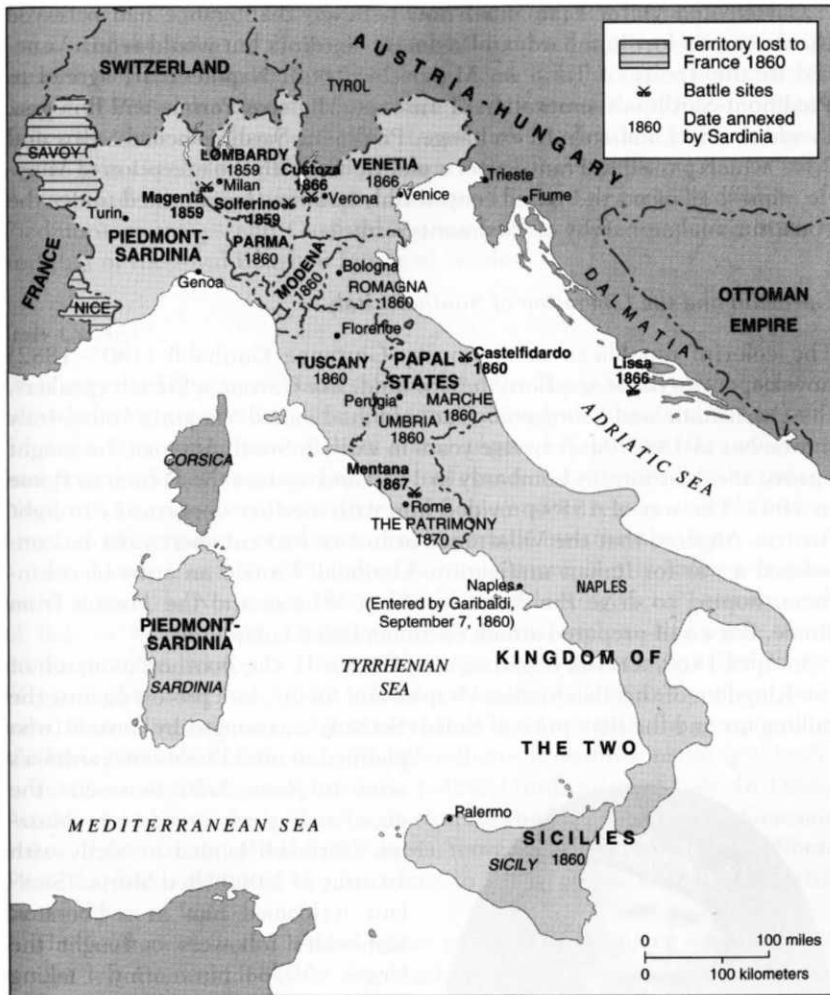 Territory lost to
France 1860
Battle sites
1860
Date annexed
by Sardinia
SWITZERLAND
AUSTRIA-HUNGARY
TYROL
SAVOY
LOMBARDY
1859
Milan
Custoza
1866
VENETIA
1866
Trieste
Fiume
Magenta
1859
Solferino
1859
Verona
Venice
Turin
PIEDMONT-
SARDINIA
PARMA
1860
MODENA
1860
FRANCE
Genoa
Bologna
ROMAGNA
1860
NICE
DALMATIA
OTTOMAN
EMPIRE
Florence
TUSCANY
1860
PAPAL
STATES
Castelfidardo
1860
Lissa
1866
Perugia
MARCHE
1860
UMBRIA
1860
ADRIATIC SEA
CORSICA
Mentana
1867
Rome
THE PATRIMONY
1870
Naples
(Entered by Garibaldi,
September 7, 1860)
NAPLES
PIEDMONT-
SARDINIA
SARDINIA
TYRRHENIAN
SEA
KINGDOM OF
THE TWO
SICILIES
1860
Palermo
SICILY
MEDITERRANEAN SEA
0 100 miles
0 100 kilometers